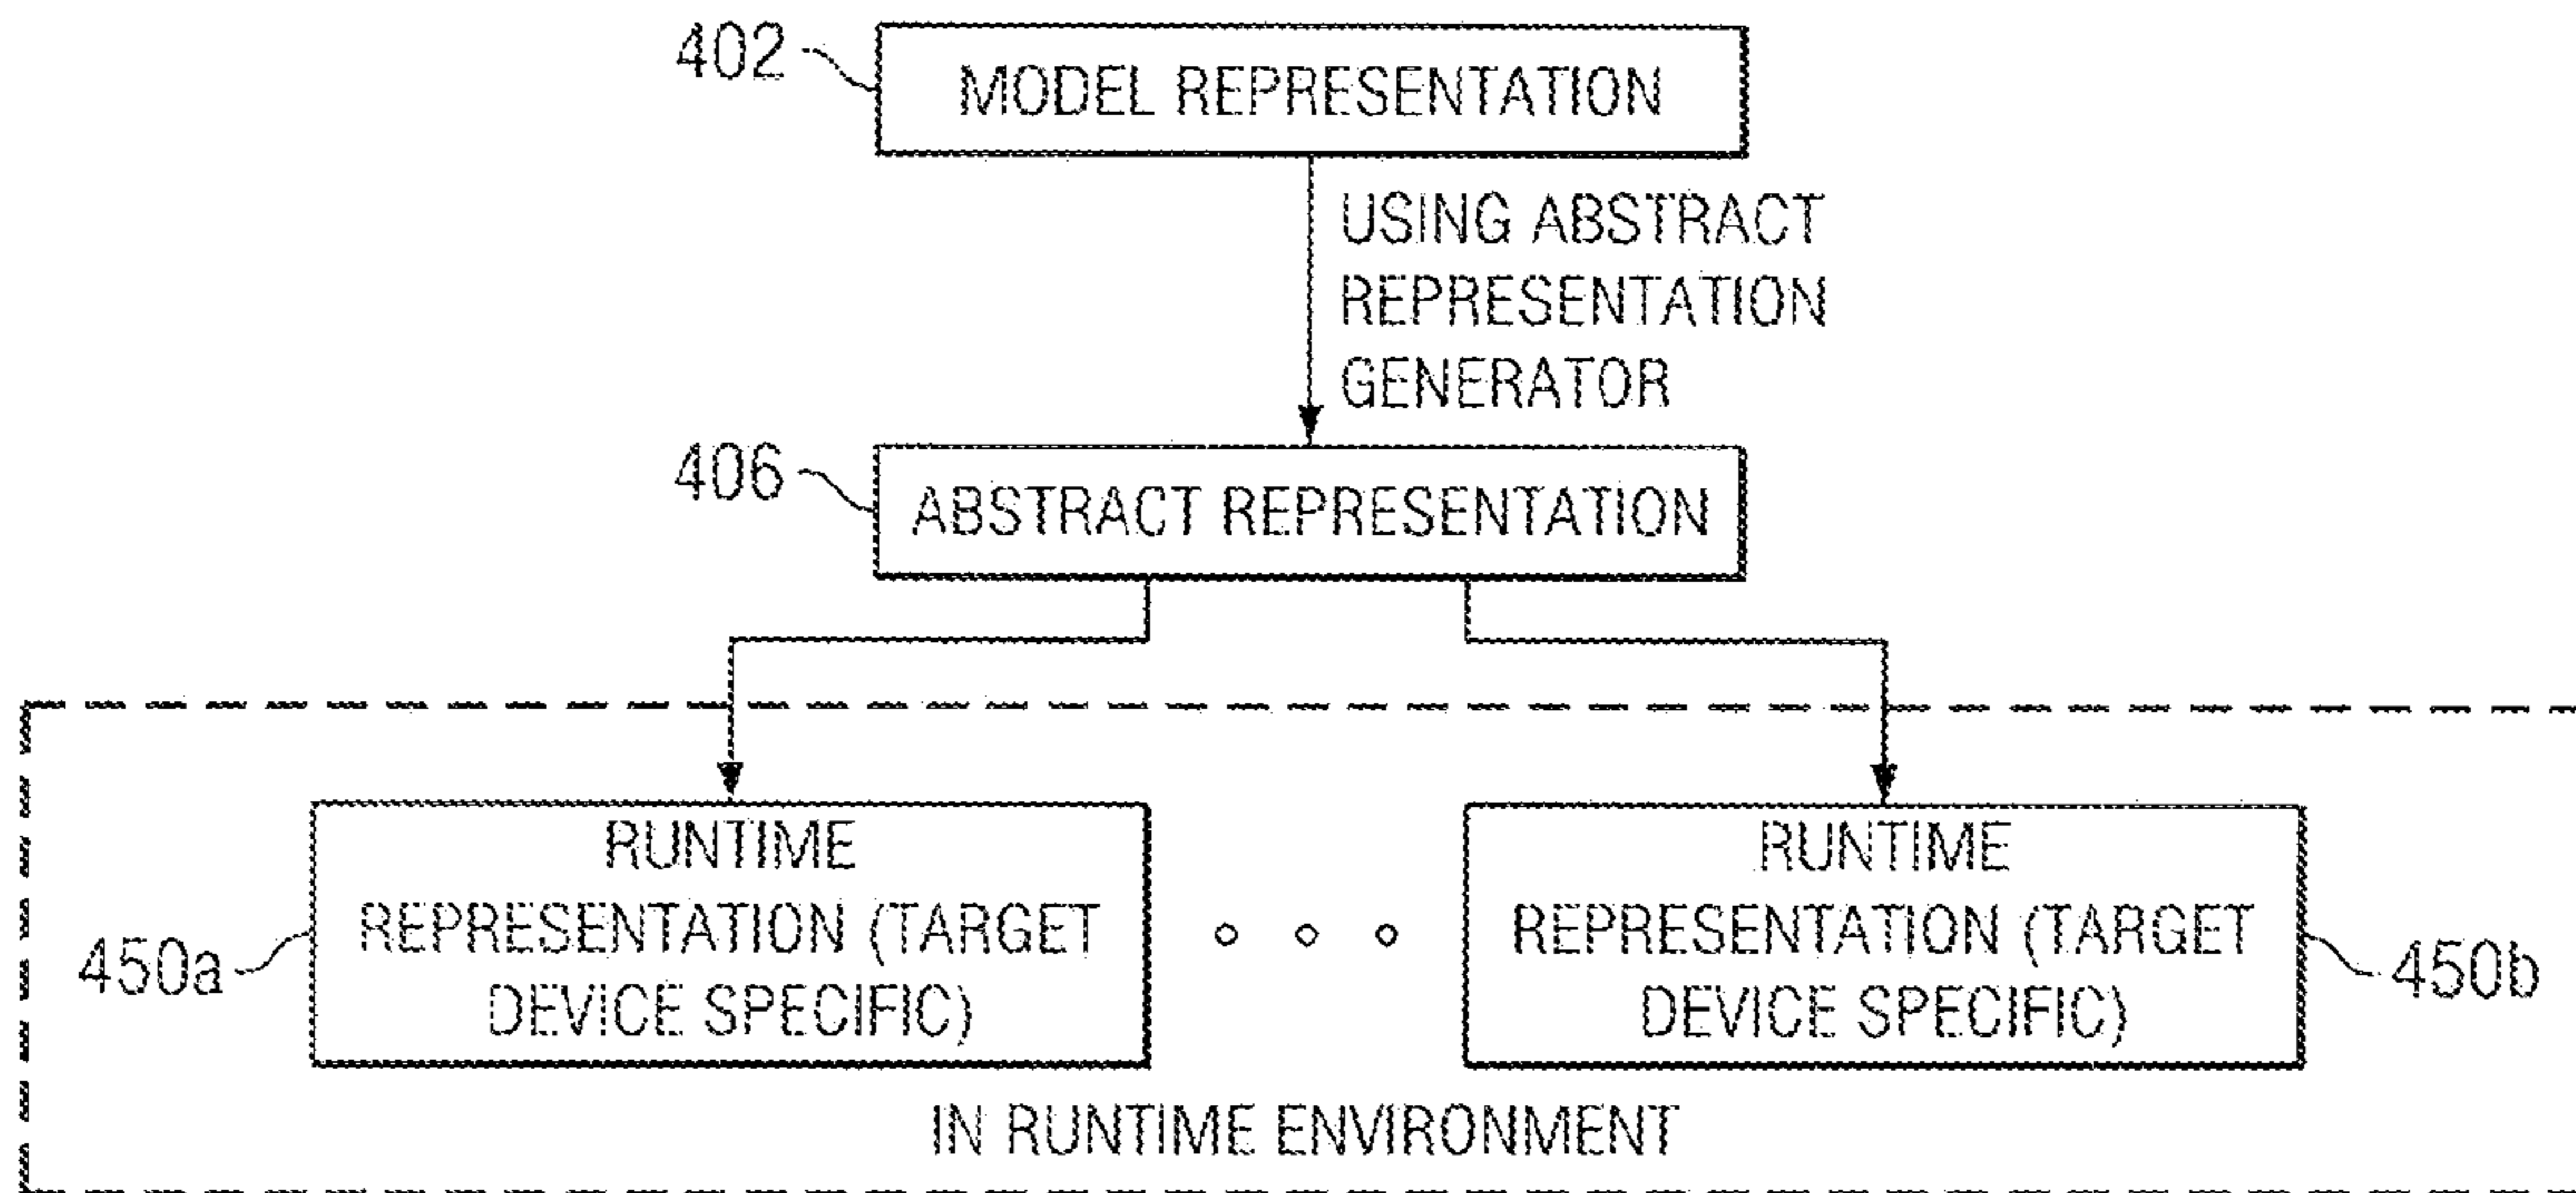 402
MODEL REPRESENTATION
USING ABSTRACT
REPRESENTATION
GENERATOR
406
ABSTRACT REPRESENTATION
RUNTIME
REPRESENTATION (TARGET
DEVICE SPECIFIC)
450a
RUNTIME
REPRESENTATION (TARGET
DEVICE SPECIFIC)
450b
IN RUNTIME ENVIRONMENT